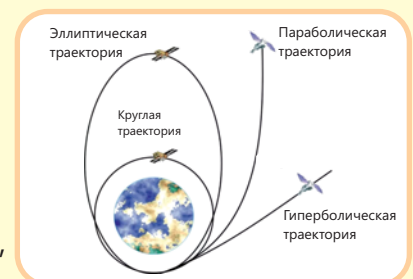 Эллиптическая
траектория
Параболическая
траектория
Круглая
траектория
Гиперболическая
траектория
,